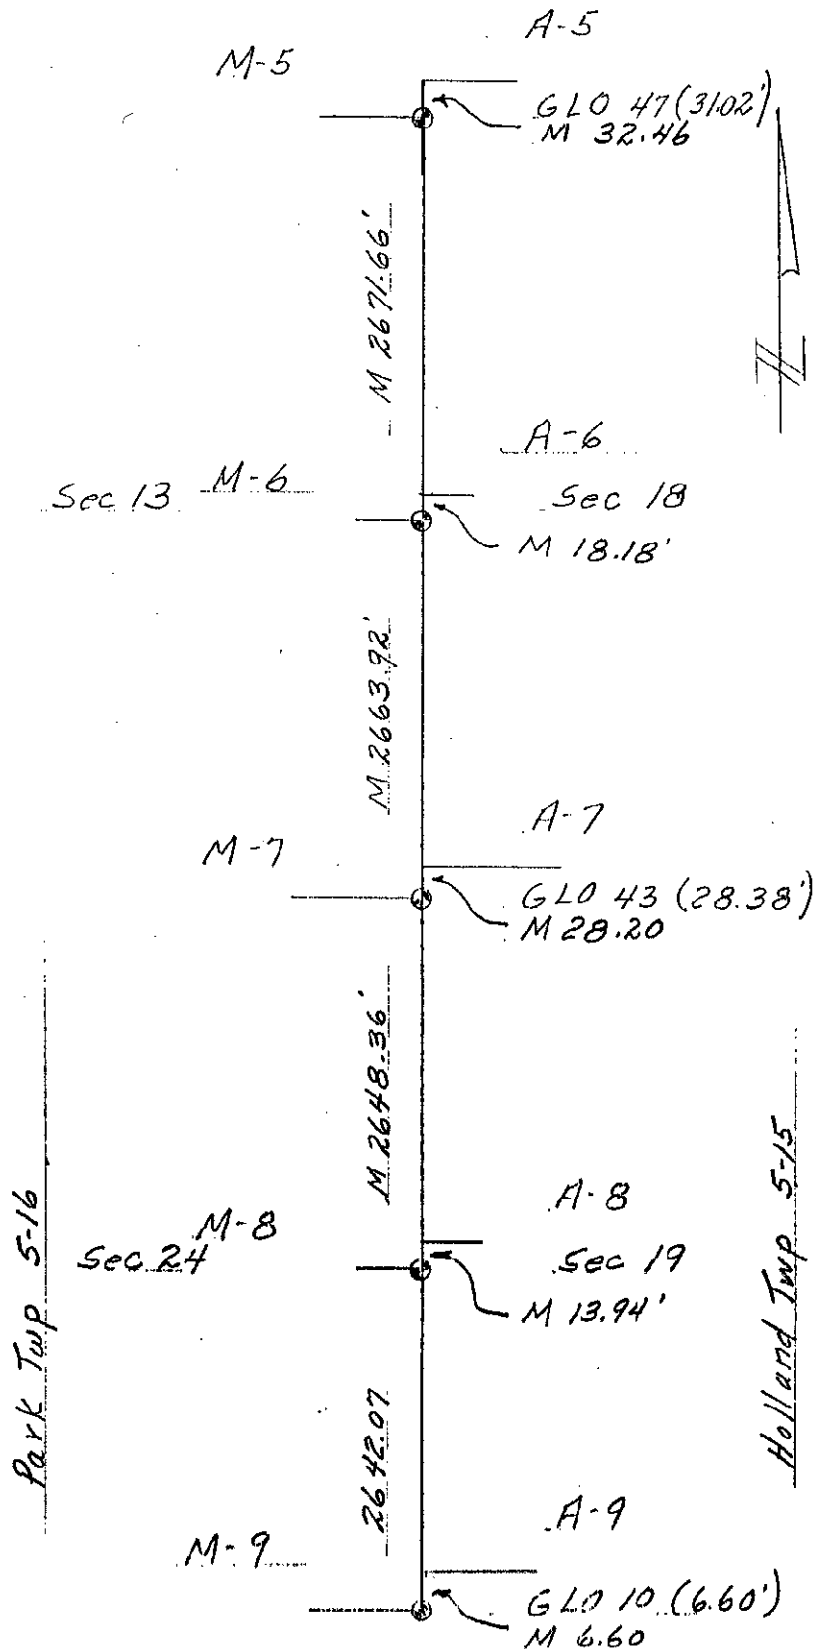 A-5
M-5
GLO 47 (31.02')
M 32.46
M 2671.66'
A-6
Sec 13
M-6
Sec 18
M 18.18'
M 2663.92'
A-7
M-7
GLO 43 (28.38')
M 28.20
M 2648.36'
A-8
M-8
Sec 24
Sec 19
M 13.94'
Park Twp 5-16
Holland Twp 5-15
2642.07
A-9
M-9
GLO 10 (6.60')
M 6.60
N